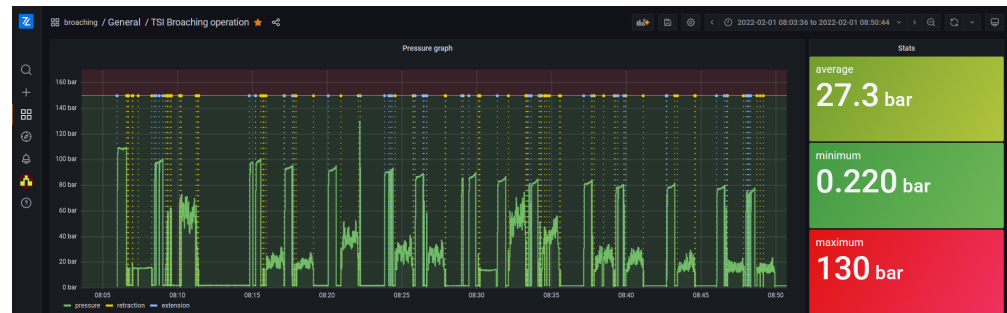 broaching / General / TSI Broaching operation
2022-02-01 08:03:36 to 2022-02-01 08:50:44
Pressure graph
160 bar
140 bar
120 bar
100 bar
80 bar
60 bar
40 bar
20 bar
0 bar
08:05 08:10 08:15 08:20 08:25 08:30 08:35 08:40 08:45 08:50
pressure retraction extension
Stats
average
27.3 bar
minimum
0.220 bar
maximum
130 bar